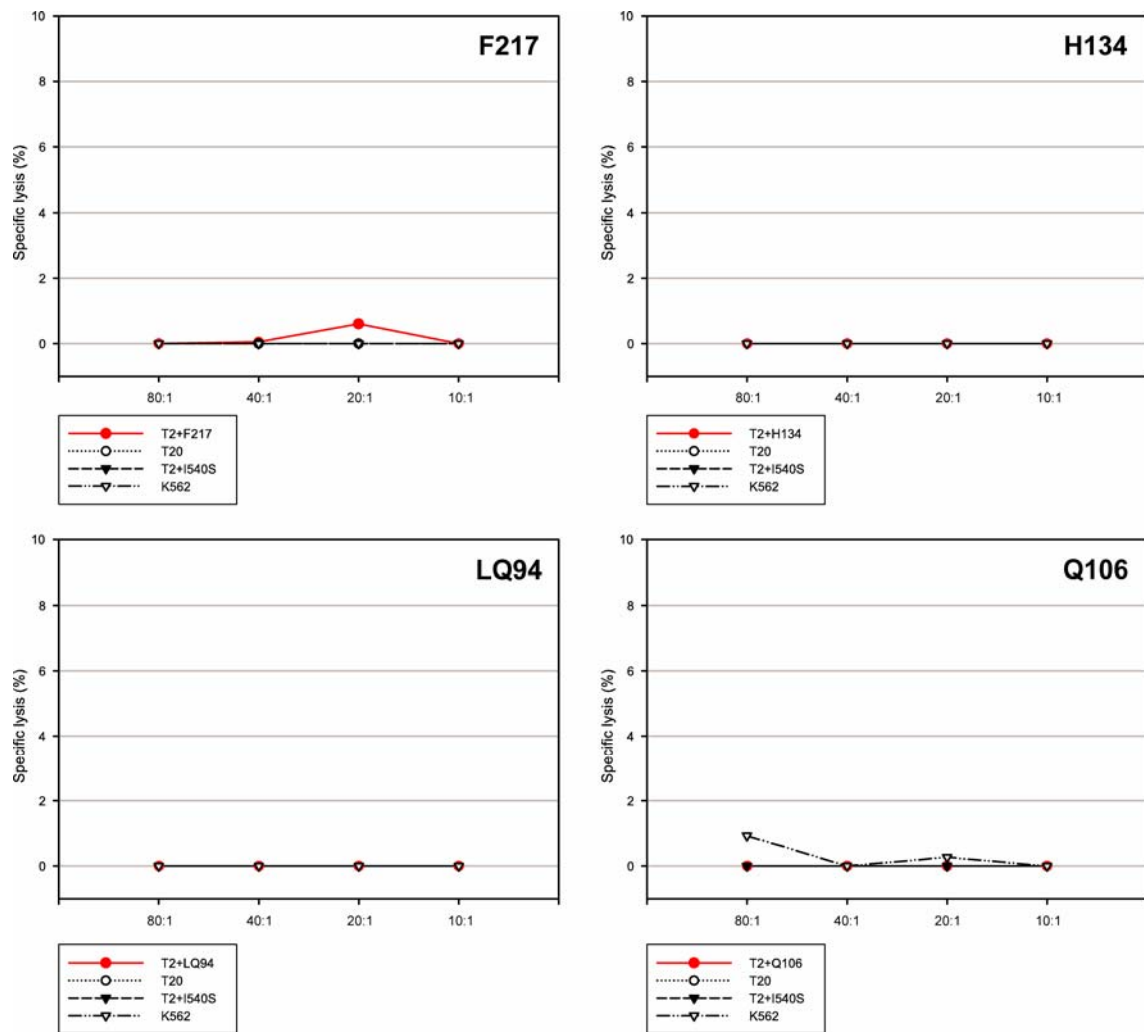 F217
Specific lysis (%)
10
8
6
4
2
0
80:1 40:1 20:1 10:1
T2+F217
T20
T2+I540S
K562
H134
Specific lysis (%)
10
8
6
4
2
0
80:1 40:1 20:1 10:1
T2+H134
T20
T2+I540S
K562
LQ94
Specific lysis (%)
10
8
6
4
2
0
80:1 40:1 20:1 10:1
T2+LQ94
T20
T2+I540S
K562
Q106
Specific lysis (%)
10
8
6
4
2
0
80:1 40:1 20:1 10:1
T2+Q106
T20
T2+I540S
K562